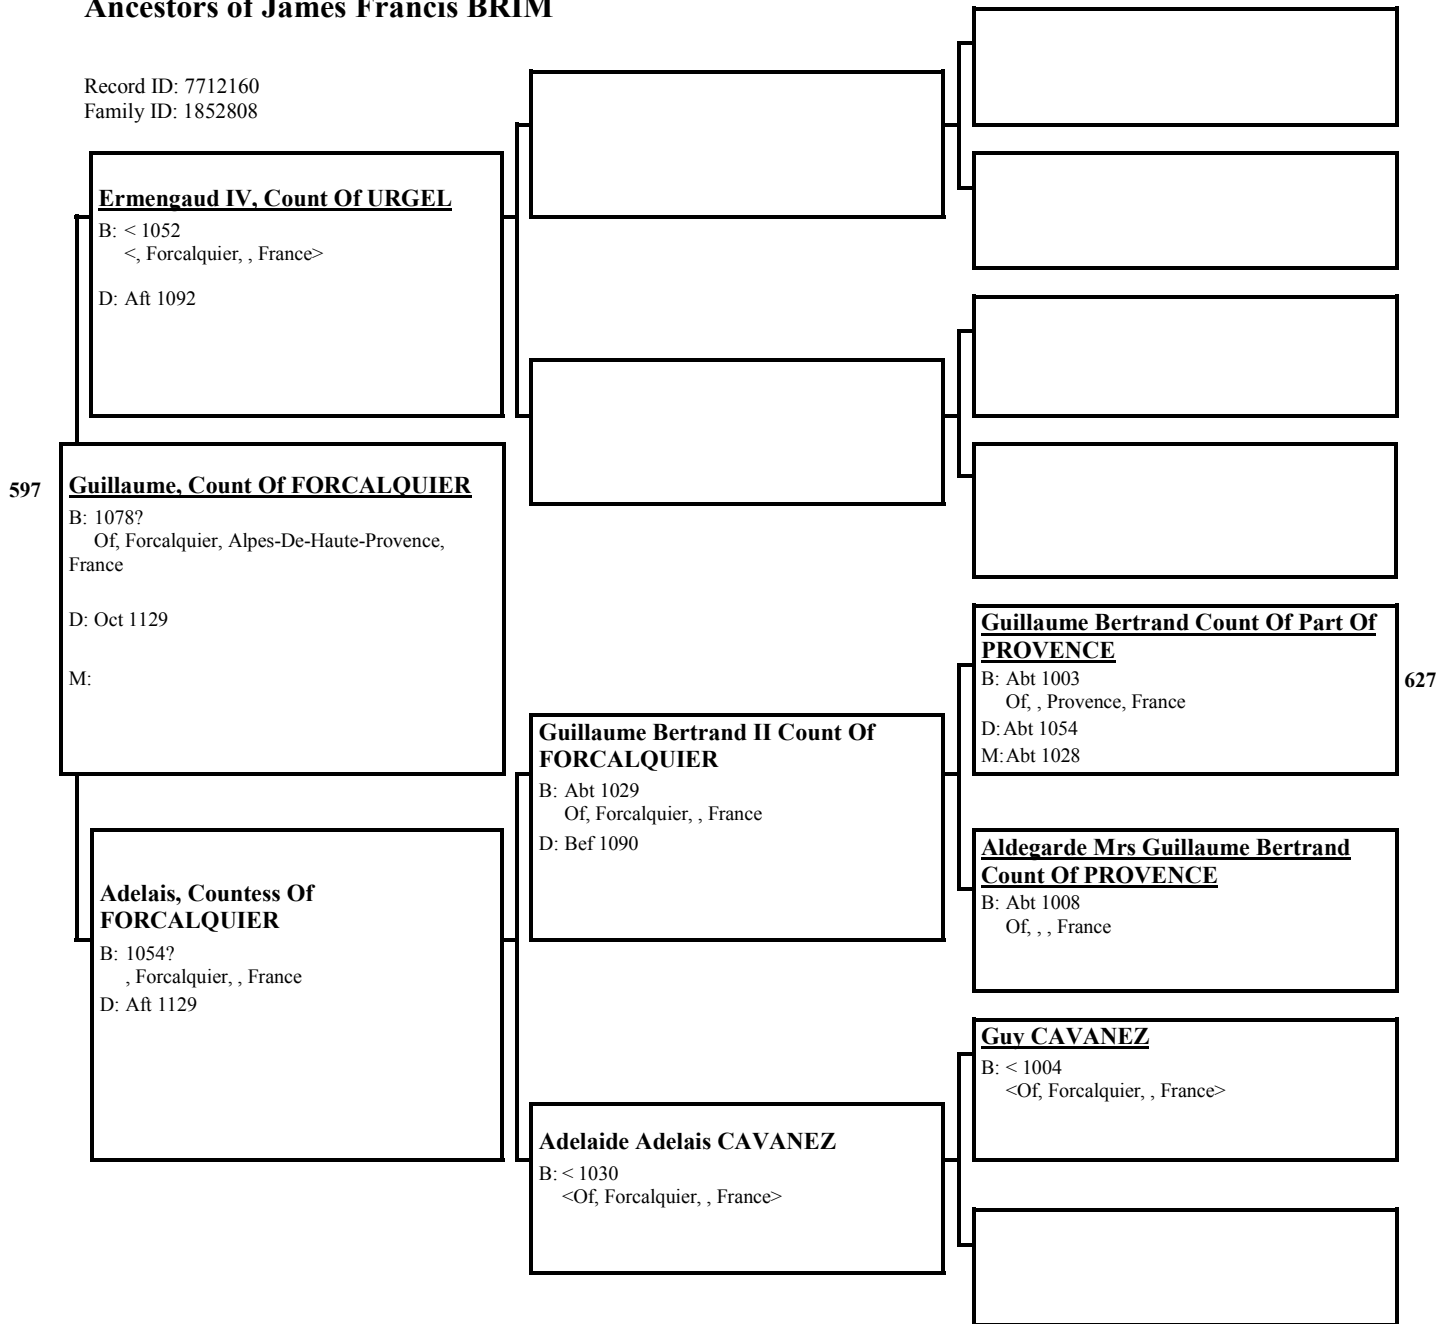 Ancestors of James Francis BRIM
Record ID: 7712160
Family ID: 1852808
Ermengaud IV, Count Of URGEL
B: < 1052
<, Forcalquier, , France>
D: Aft 1092
597
Guillaume, Count Of FORCALQUIER
B: 1078?
Of, Forcalquier, Alpes-De-Haute-Provence,
France
D: Oct 1129
M:
Adelais, Countess Of
FORCALQUIER
B: 1054?
, Forcalquier, , France
D: Aft 1129
Guillaume Bertrand II Count Of
FORCALQUIER
B: Abt 1029
Of, Forcalquier, , France
D: Bef 1090
Adelaide Adelais CAVANEZ
B: < 1030
<Of, Forcalquier, , France>
Guillaume Bertrand Count Of Part Of
PROVENCE
B: Abt 1003
Of, , Provence, France
D: Abt 1054
M: Abt 1028
627
Aldegarde Mrs Guillaume Bertrand
Count Of PROVENCE
B: Abt 1008
Of, , , France
Guy CAVANEZ
B: < 1004
<Of, Forcalquier, , France>